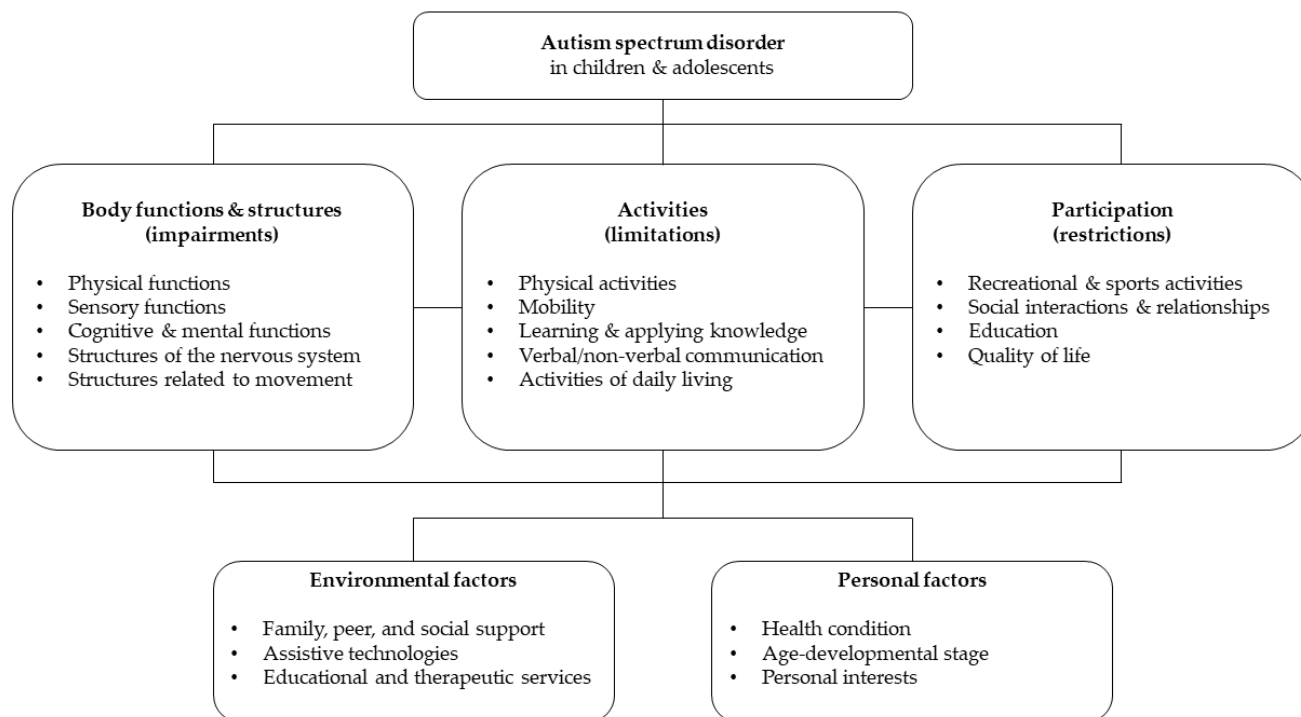 Autism spectrum disorder
in children & adolescents
Body functions & structures
(impairments)
• Physical functions
• Sensory functions
• Cognitive & mental functions
• Structures of the nervous system
• Structures related to movement
Activities
(limitations)
• Physical activities
• Mobility
• Learning & applying knowledge
• Verbal/non-verbal communication
• Activities of daily living
Participation
(restrictions)
• Recreational & sports activities
• Social interactions & relationships
• Education
• Quality of life
Environmental factors
• Family, peer, and social support
• Assistive technologies
• Educational and therapeutic services
Personal factors
• Health condition
• Age-developmental stage
• Personal interests